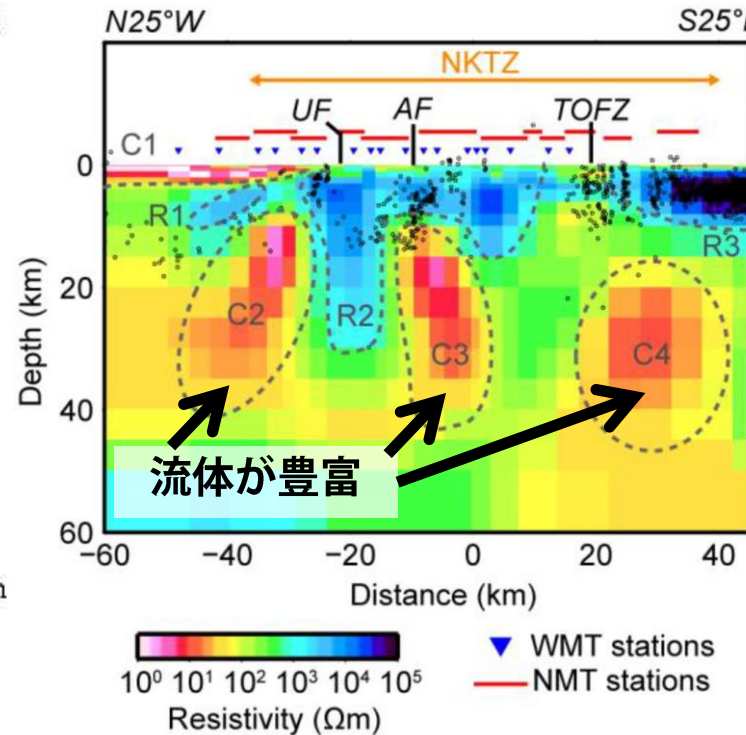 N25°W S25°
NKTZ
UF AF TOFZ
C1
0
R1
R3
20
C2 R2 C3 C4
40
流体が豊富
60
−60 −40 −20 0 20 40
Depth (km)
Distance (km)
10⁰ 10¹ 10² 10³ 10⁴ 10⁵
Resistivity (Ωm)
WMT stations
NMT stations